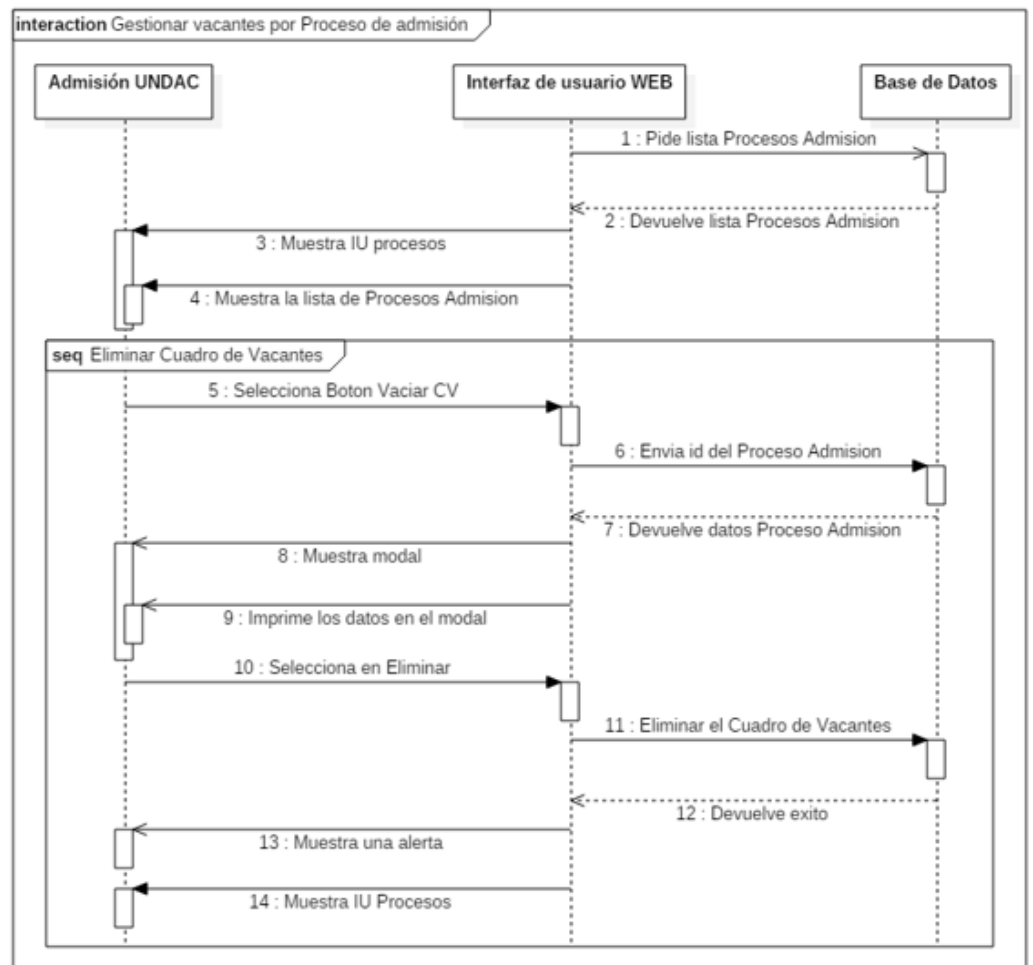 interaction Gestionar vacantes por Proceso de admisión
Admisión UNDAC
Interfaz de usuario WEB
Base de Datos
1 : Pide lista Procesos Admision
2 : Devuelve lista Procesos Admision
3 : Muestra IU procesos
4 : Muestra la lista de Procesos Admision
seq Eliminar Cuadro de Vacantes
5 : Selecciona Boton Vaciar CV
6 : Envia id del Proceso Admision
7 : Devuelve datos Proceso Admision
8 : Muestra modal
9 : Imprime los datos en el modal
10 : Selecciona en Eliminar
11 : Eliminar el Cuadro de Vacantes
12 : Devuelve exito
13 : Muestra una alerta
14 : Muestra IU Procesos